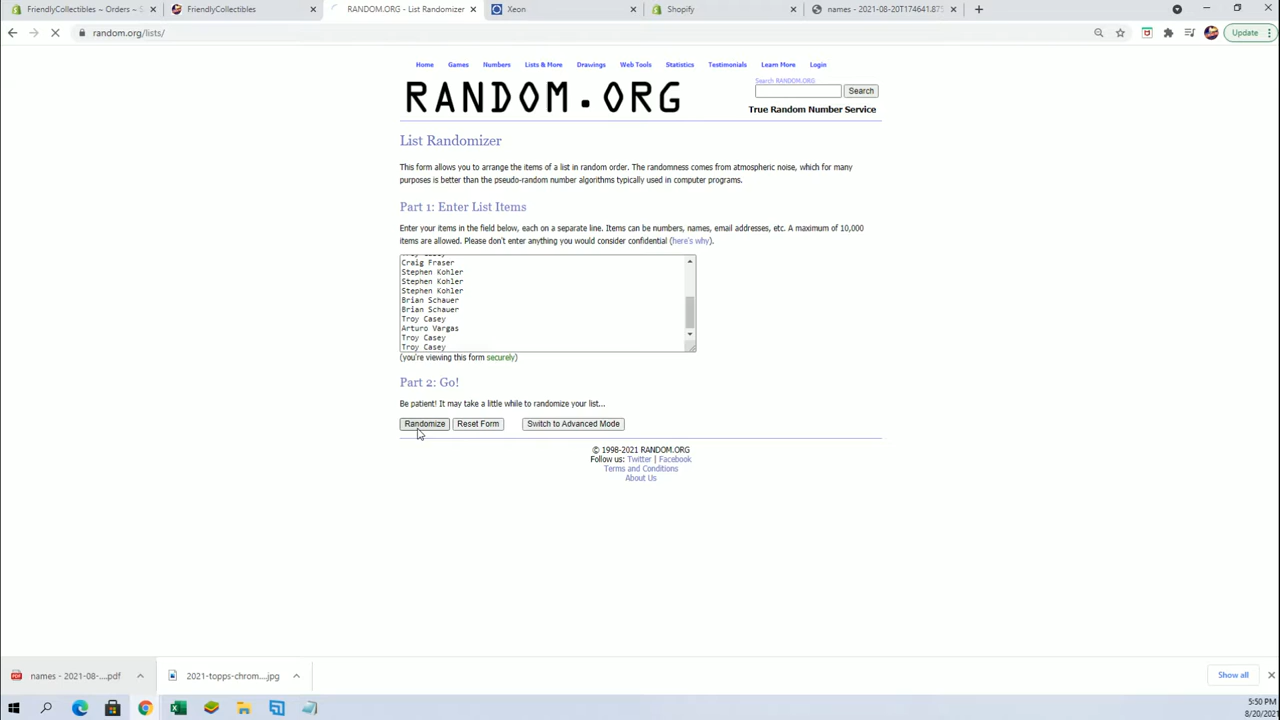 FriendlyCollectibles ~ Orders ~ S
FriendlyCollectibles
RANDOM.ORG - List Randomizer
Xeon
Shopify
names - 2021-08-20T174641.875
random.org/lists/
Update
Home Games Numbers Lists & More Drawings Web Tools Statistics Testimonials Learn More Login
RANDOM.ORG
Search RANDOM.ORG
Search
True Random Number Service
List Randomizer
This form allows you to arrange the items of a list in random order. The randomness comes from atmospheric noise, which for many
purposes is better than the pseudo-random number algorithms typically used in computer programs.
Part 1: Enter List Items
Enter your items in the field below, each on a separate line. Items can be numbers, names, email addresses, etc. A maximum of 10,000
items are allowed. Please don't enter anything you would consider confidential (here's why).
Craig Fraser
Stephen Kohler
Stephen Kohler
Stephen Kohler
Brian Schauer
Brian Schauer
Troy Casey
Arturo Vargas
Troy Casey
Troy Casey
(you're viewing this form securely)
Part 2: Go!
Be patient! It may take a little while to randomize your list...
Randomize Reset Form Switch to Advanced Mode
© 1998-2021 RANDOM.ORG
Follow us: Twitter | Facebook
Terms and Conditions
About Us
names - 2021-08-....pdf
2021-topps-chrom....jpg
Show all
5:50 PM
8/20/2021